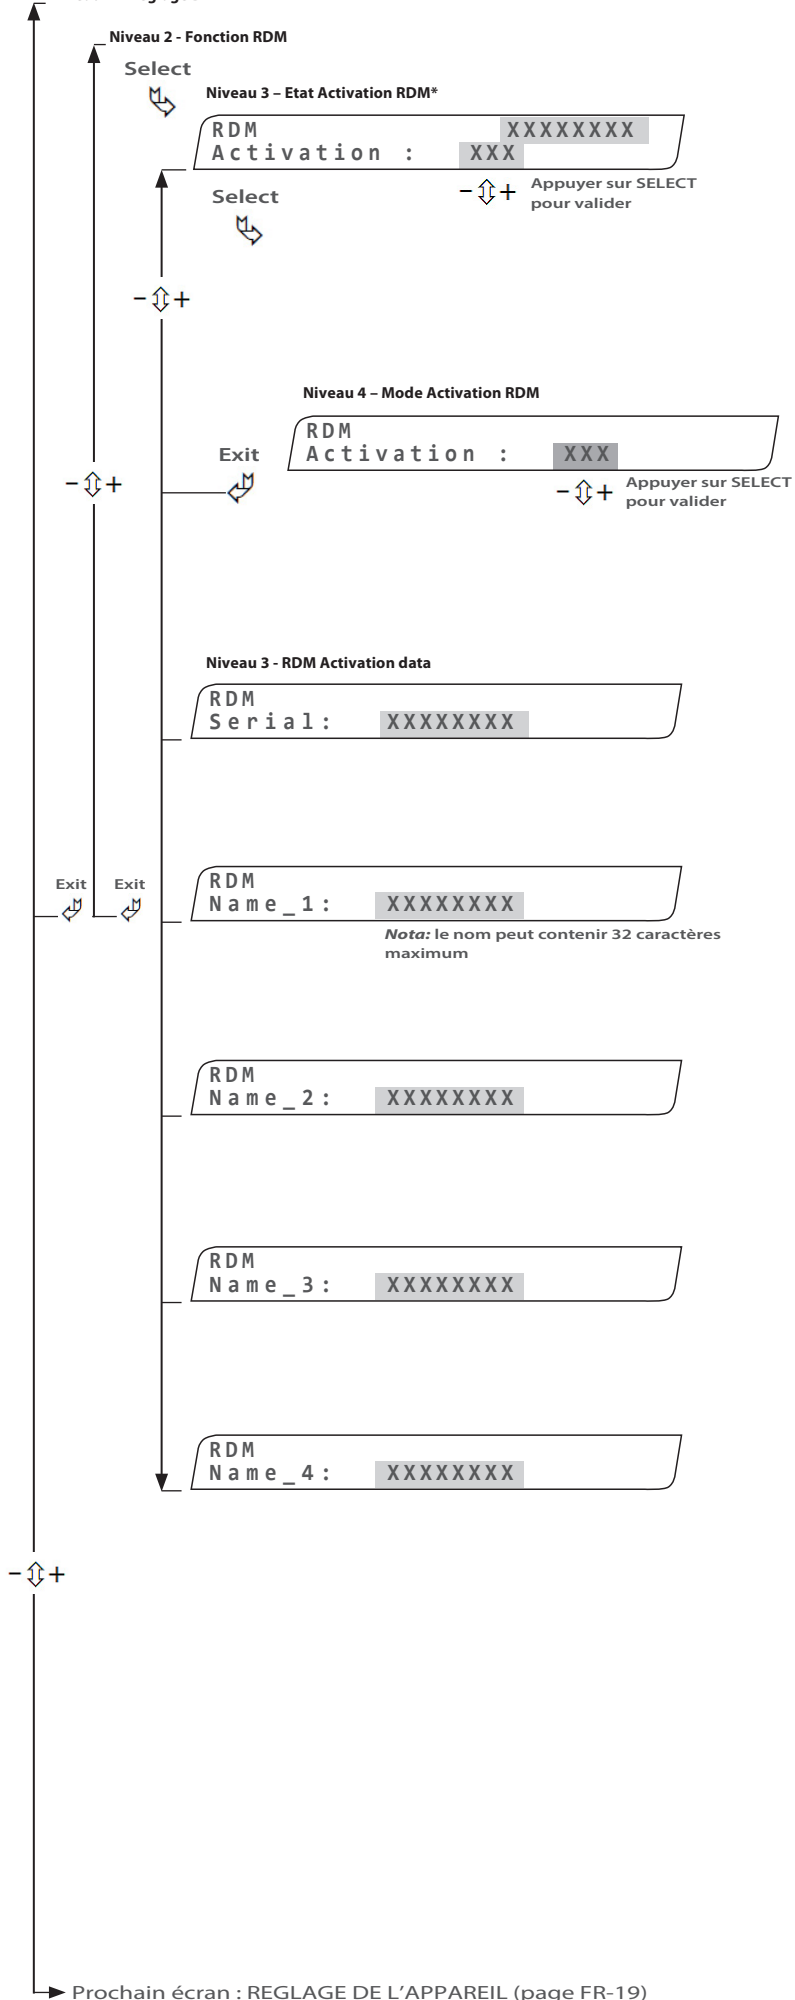 Niveau 2 - Fonction RDM
Select
Niveau 3 – Etat Activation RDM*
RDM XXXXXXXX
Activation : XXX
- + Appuyer sur SELECT
pour valider
Select
- +
Niveau 4 – Mode Activation RDM
RDM
Activation : XXX
Exit
- +
- + Appuyer sur SELECT
pour valider
Niveau 3 - RDM Activation data
RDM
Serial: XXXXXXXX
Exit Exit
RDM
Name_1: XXXXXXXX
Nota: le nom peut contenir 32 caractères
maximum
RDM
Name_2: XXXXXXXX
RDM
Name_3: XXXXXXXX
RDM
Name_4: XXXXXXXX
- +
Prochain écran : REGLAGE DE L’APPAREIL (page FR-19)